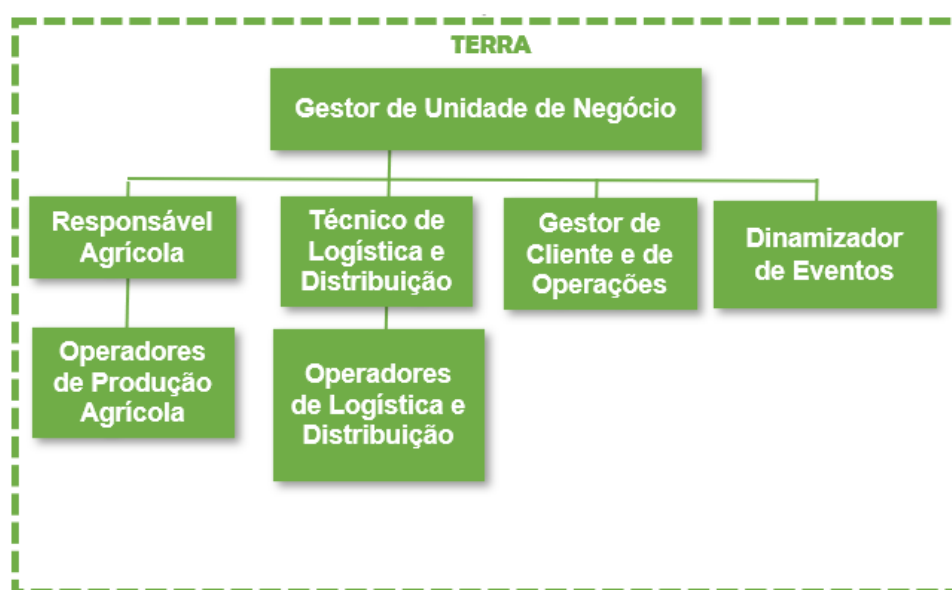 TERRA
Gestor de Unidade de Negócio
Responsável
Agrícola
Técnico de
Logística e
Distribuição
Gestor de
Cliente e de
Operações
Dinamizador
de Eventos
Operadores
de Produção
Agrícola
Operadores
de Logística e
Distribuição